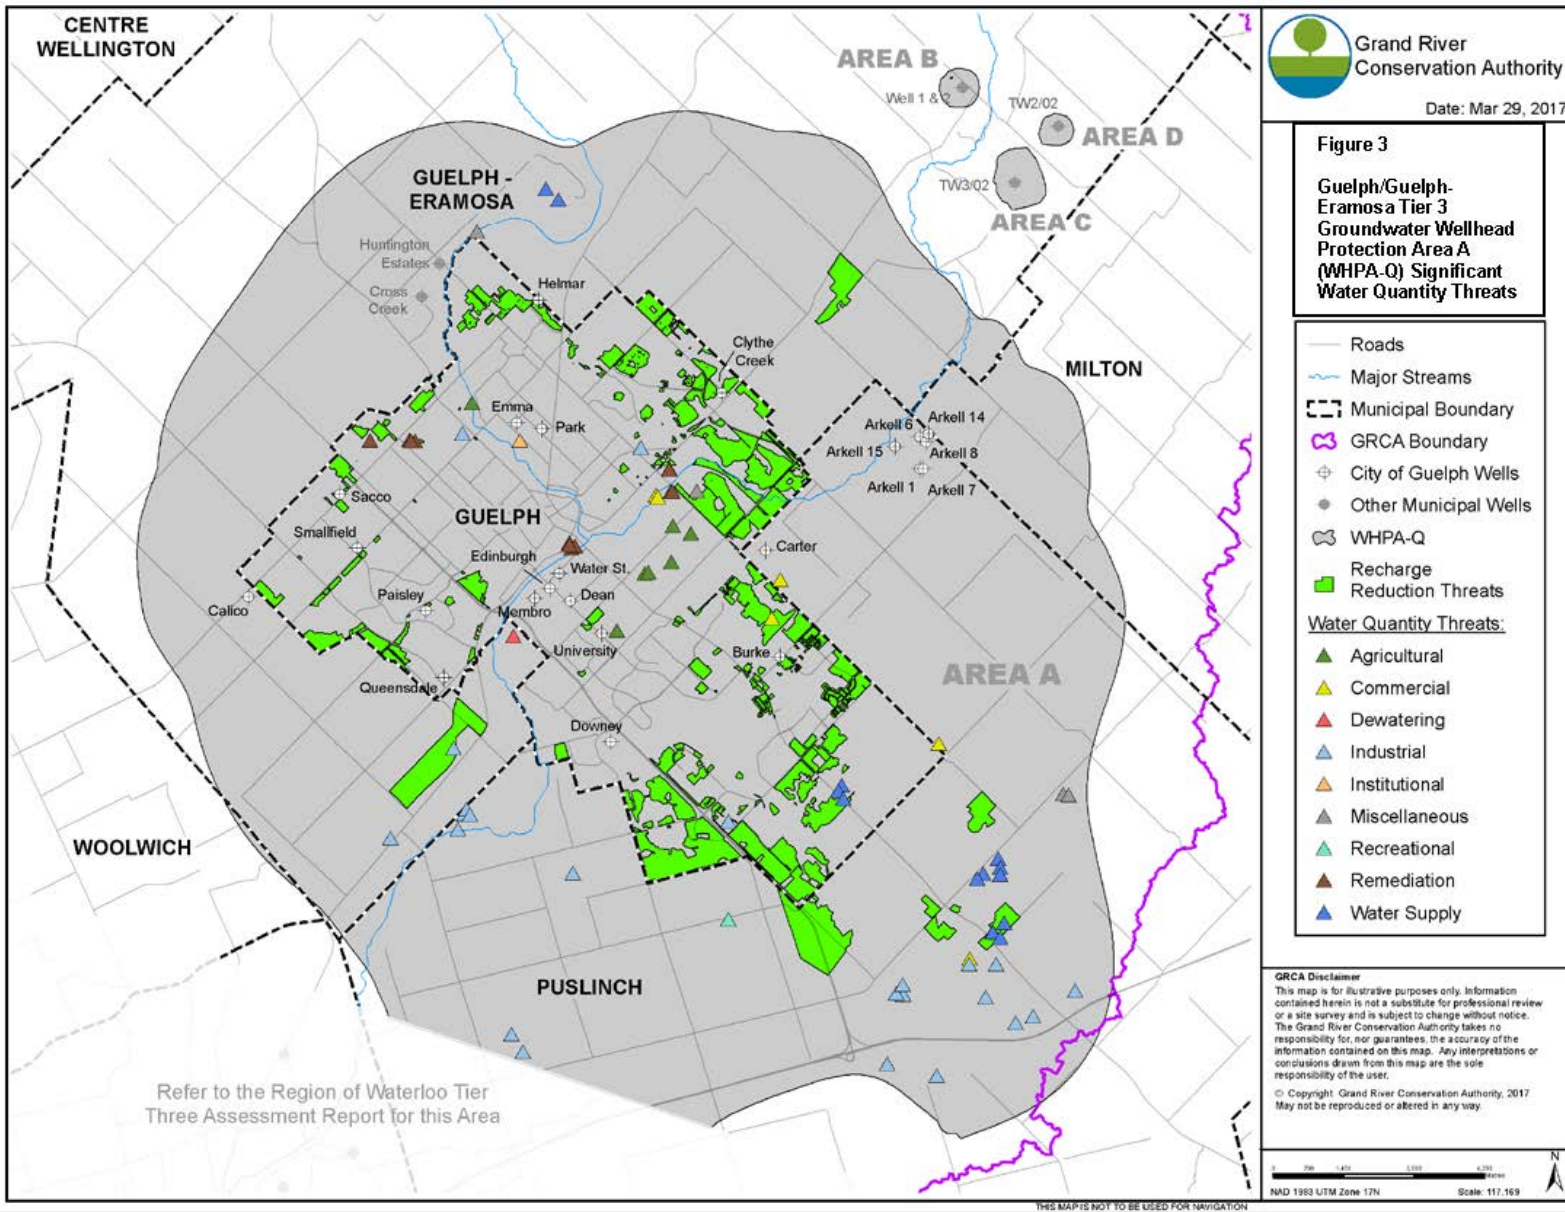 CENTRE
WELLINGTON
AREA B
Well 1 & 2
TW2/02
AREA D
TW3/02
AREA C
GUELPH -
ERAMOSA
Huntington
Estates
Cross
Creek
Helmar
Clythe
Creek
MILTON
Emma
Park
Arkell 14
Arkell 6
Arkell 15
Arkell 8
Arkell 1
Arkell 7
Sacco
GUELPH
Smallfield
Edinburgh
Water St.
Carter
Calico
Paisley
Membro
Dean
University
Burke
AREA A
Queensdale
Downey
WOOLWICH
PUSLINCH
Refer to the Region of Waterloo Tier
Three Assessment Report for this Area
Grand River
Conservation Authority
Date: Mar 29, 2017
Figure 3
Guelph/Guelph-
Eramosa Tier 3
Groundwater Wellhead
Protection Area A
(WHPA-Q) Significant
Water Quantity Threats
Roads
Major Streams
Municipal Boundary
GRCA Boundary
City of Guelph Wells
Other Municipal Wells
WHPA-Q
Recharge
Reduction Threats
Water Quantity Threats:
Agricultural
Commercial
Dewatering
Industrial
Institutional
Miscellaneous
Recreational
Remediation
Water Supply
GRCA Disclaimer
This map is for illustrative purposes only. Information
contained herein is not a substitute for professional review
or a site survey and is subject to change without notice.
The Grand River Conservation Authority takes no
responsibility for, nor guarantees, the accuracy of the
information contained on this map. Any interpretations or
conclusions drawn from this map are the sole
responsibility of the user.
© Copyright Grand River Conservation Authority, 2017
May not be reproduced or altered in any way.
N
0
NAD 1983 UTM Zone 17N
Scale: 117,169
THIS MAP IS NOT TO BE USED FOR NAVIGATION